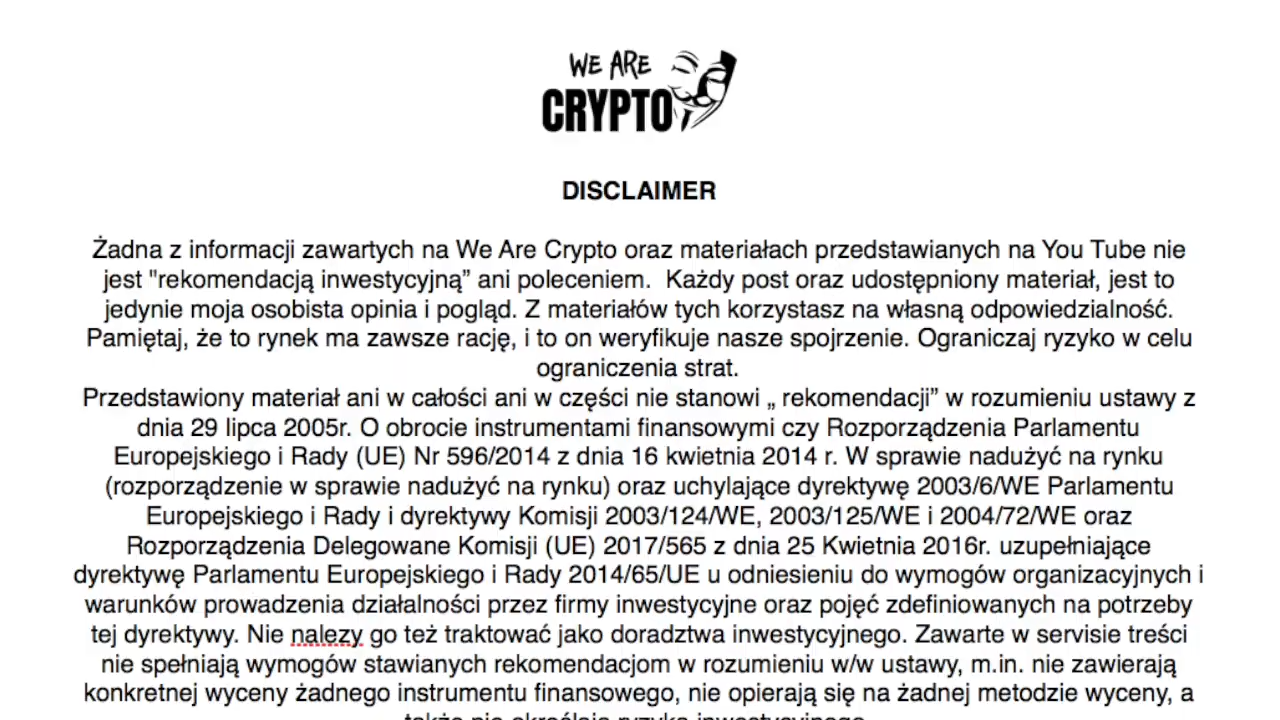 WE ARE
CRYPTO
DISCLAIMER
Żadna z informacji zawartych na We Are Crypto oraz materiałach przedstawianych na You Tube nie
jest "rekomendacją inwestycyjną” ani poleceniem.  Każdy post oraz udostępniony materiał, jest to
jedynie moja osobista opinia i pogląd. Z materiałów tych korzystasz na własną odpowiedzialność.
Pamiętaj, że to rynek ma zawsze rację, i to on weryfikuje nasze spojrzenie. Ograniczaj ryzyko w celu
ograniczenia strat.
Przedstawiony materiał ani w całości ani w części nie stanowi „ rekomendacji” w rozumieniu ustawy z
dnia 29 lipca 2005r. O obrocie instrumentami finansowymi czy Rozporządzenia Parlamentu
Europejskiego i Rady (UE) Nr 596/2014 z dnia 16 kwietnia 2014 r. W sprawie nadużyć na rynku
(rozporządzenie w sprawie nadużyć na rynku) oraz uchylające dyrektywę 2003/6/WE Parlamentu
Europejskiego i Rady i dyrektywy Komisji 2003/124/WE, 2003/125/WE i 2004/72/WE oraz
Rozporządzenia Delegowane Komisji (UE) 2017/565 z dnia 25 Kwietnia 2016r. uzupełniające
dyrektywę Parlamentu Europejskiego i Rady 2014/65/UE u odniesieniu do wymogów organizacyjnych i
warunków prowadzenia działalności przez firmy inwestycyjne oraz pojęć zdefiniowanych na potrzeby
tej dyrektywy. Nie nalezy go też traktować jako doradztwa inwestycyjnego. Zawarte w servisie treści
nie spełniają wymogów stawianych rekomendacjom w rozumieniu w/w ustawy, m.in. nie zawierają
konkretnej wyceny żadnego instrumentu finansowego, nie opierają się na żadnej metodzie wyceny, a
także nie określają ryzyka inwestycyjnego.